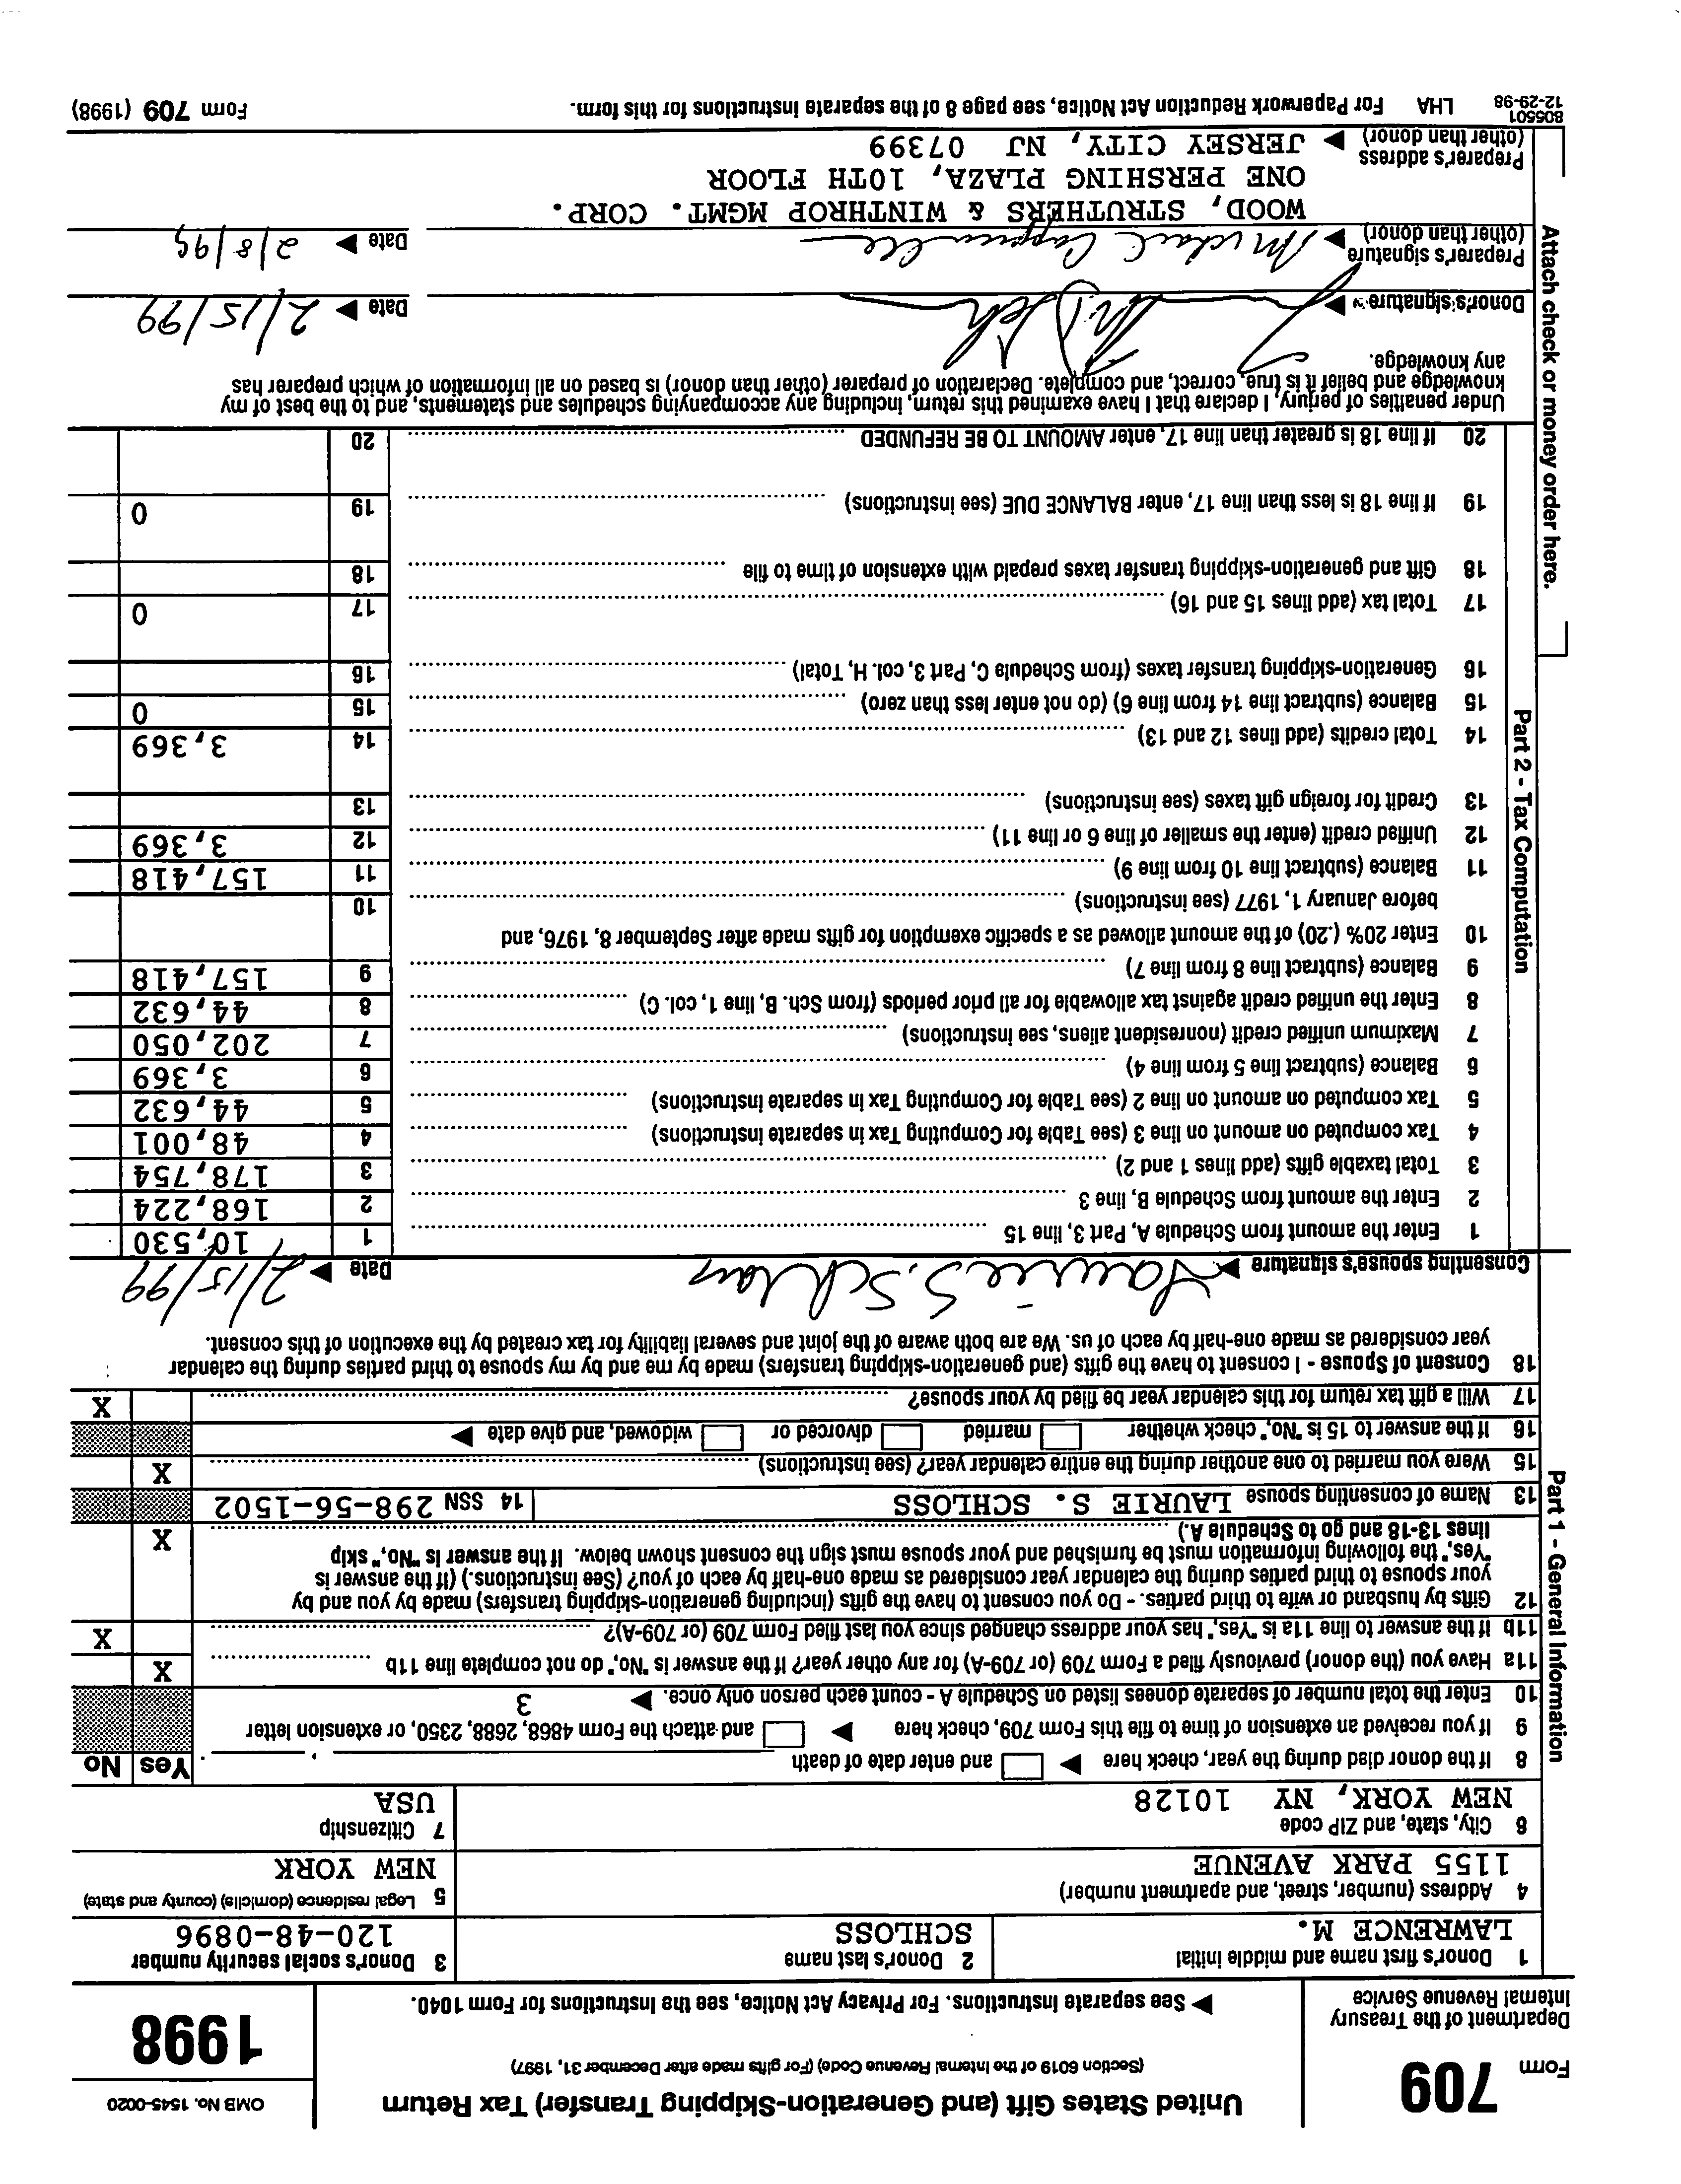 Form 709
Department of the Treasury
Internal Revenue Service
United States Gift (and Generation-Skipping Transfer) Tax Return
(Section 6019 of the Internal Revenue Code) (For gifts made after December 31, 1997)
▶ See separate instructions. For Privacy Act Notice, see the Instructions for Form 1040.
OMB No. 1545-0020
1998
1 Donor's first name and middle initial
LAWRENCE M.
2 Donor's last name
SCHLOSS
3 Donor's social security number
120-48-0896
4 Address (number, street, and apartment number)
1155 PARK AVENUE
5 Legal residence (domicile) (county and state)
NEW YORK
6 City, state, and ZIP code
NEW YORK, NY 10128
7 Citizenship
USA
Part 1 - General Information
8 If the donor died during the year, check here ▶ and enter date of death , .
Yes No
9 If you received an extension of time to file this Form 709, check here ▶ and attach the Form 4868, 2688, 2350, or extension letter
10 Enter the total number of separate donees listed on Schedule A - count each person only once. ▶ 3
11a Have you (the donor) previously filed a Form 709 (or 709-A) for any other year? If the answer is "No," do not complete line 11b X
11b If the answer to line 11a is "Yes," has your address changed since you last filed Form 709 (or 709-A)? X
12 Gifts by husband or wife to third parties. - Do you consent to have the gifts (including generation-skipping transfers) made by you and by
your spouse to third parties during the calendar year considered as made one-half by each of you? (See instructions.) (If the answer is
"Yes," the following information must be furnished and your spouse must sign the consent shown below. If the answer is "No," skip
lines 13-18 and go to Schedule A.) X
13 Name of consenting spouse LAURIE S. SCHLOSS 14 SSN 298-56-1502
15 Were you married to one another during the entire calendar year? (see instructions) X
16 If the answer to 15 is "No," check whether married divorced or widowed, and give date ▶
17 Will a gift tax return for this calendar year be filed by your spouse? X
18 Consent of Spouse - I consent to have the gifts (and generation-skipping transfers) made by me and by my spouse to third parties during the calendar
year considered as made one-half by each of us. We are both aware of the joint and several liability for tax created by the execution of this consent.
Consenting spouse's signature ▶ Laurie S. Schloss Date ▶ 2/15/99
Part 2 - Tax Computation
1 Enter the amount from Schedule A, Part 3, line 15 1 10,530
2 Enter the amount from Schedule B, line 3 2 168,224
3 Total taxable gifts (add lines 1 and 2) 3 178,754
4 Tax computed on amount on line 3 (see Table for Computing Tax in separate instructions) 4 48,001
5 Tax computed on amount on line 2 (see Table for Computing Tax in separate instructions) 5 44,632
6 Balance (subtract line 5 from line 4) 6 3,369
7 Maximum unified credit (nonresident aliens, see instructions) 7 202,050
8 Enter the unified credit against tax allowable for all prior periods (from Sch. B, line 1, col. C) 8 44,632
9 Balance (subtract line 8 from line 7) 9 157,418
10 Enter 20% (.20) of the amount allowed as a specific exemption for gifts made after September 8, 1976, and
before January 1, 1977 (see instructions) 10
11 Balance (subtract line 10 from line 9) 11 157,418
12 Unified credit (enter the smaller of line 6 or line 11) 12 3,369
13 Credit for foreign gift taxes (see instructions) 13
14 Total credits (add lines 12 and 13) 14 3,369
15 Balance (subtract line 14 from line 6) (do not enter less than zero) 15 0
16 Generation-skipping transfer taxes (from Schedule C, Part 3, col. H, Total) 16
17 Total tax (add lines 15 and 16) 17 0
18 Gift and generation-skipping transfer taxes prepaid with extension of time to file 18
19 If line 18 is less than line 17, enter BALANCE DUE (see instructions) 19 0
20 If line 18 is greater than line 17, enter AMOUNT TO BE REFUNDED 20
Attach check or money order here.
Under penalties of perjury, I declare that I have examined this return, including any accompanying schedules and statements, and to the best of my
knowledge and belief it is true, correct, and complete. Declaration of preparer (other than donor) is based on all information of which preparer has
any knowledge.
Donor's signature ▶ Date ▶ 2/15/99
Preparer's signature
(other than donor) ▶ Michael Date ▶ 2/8/99
WOOD, STRUTHERS & WINTHROP MGMT. CORP.
ONE PERSHING PLAZA, 10TH FLOOR
Preparer's address
(other than donor) ▶ JERSEY CITY, NJ 07399
805501
12-29-98
LHA For Paperwork Reduction Act Notice, see page 8 of the separate instructions for this form.
Form 709 (1998)